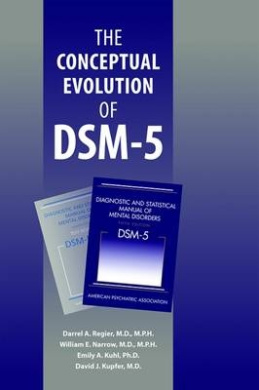 THE
CONCEPTUAL
EVOLUTION
OF
DSM-5
DIAGNOSTIC AND STATISTICAL
MANUAL OF
MENTAL DISORDERS
DSM-5
AMERICAN PSYCHIATRIC ASSOCIATION
Darrel A. Regier, M.D., M.P.H.
William E. Narrow, M.D., M.P.H.
Emily A. Kuhl, Ph.D.
David J. Kupfer, M.D.